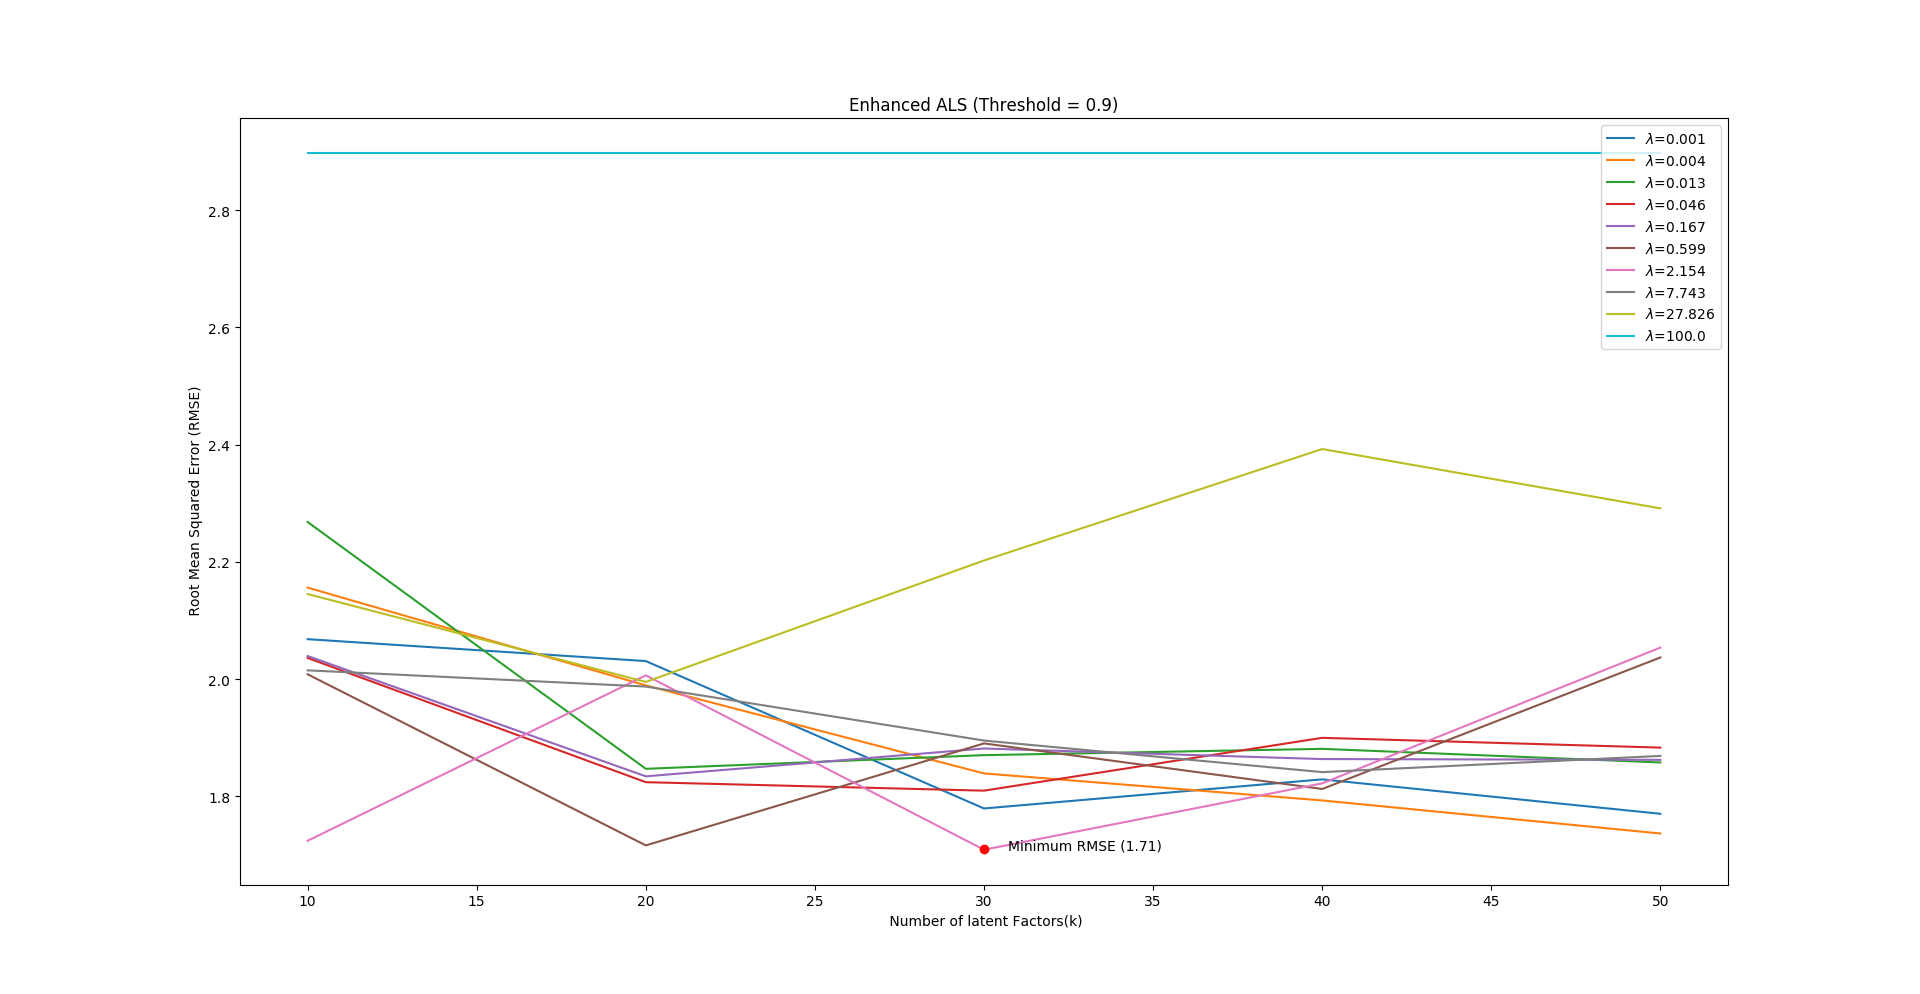 Enhanced ALS (Threshold = 0.9)
λ=0.001
λ=0.004
λ=0.013
λ=0.046
λ=0.167
λ=0.599
λ=2.154
λ=7.743
λ=27.826
λ=100.0
Root Mean Squared Error (RMSE)
2.8
2.6
2.4
2.2
2.0
1.8
Minimum RMSE (1.71)
10 15 20 25 30 35 40 45 50
Number of latent Factors(k)